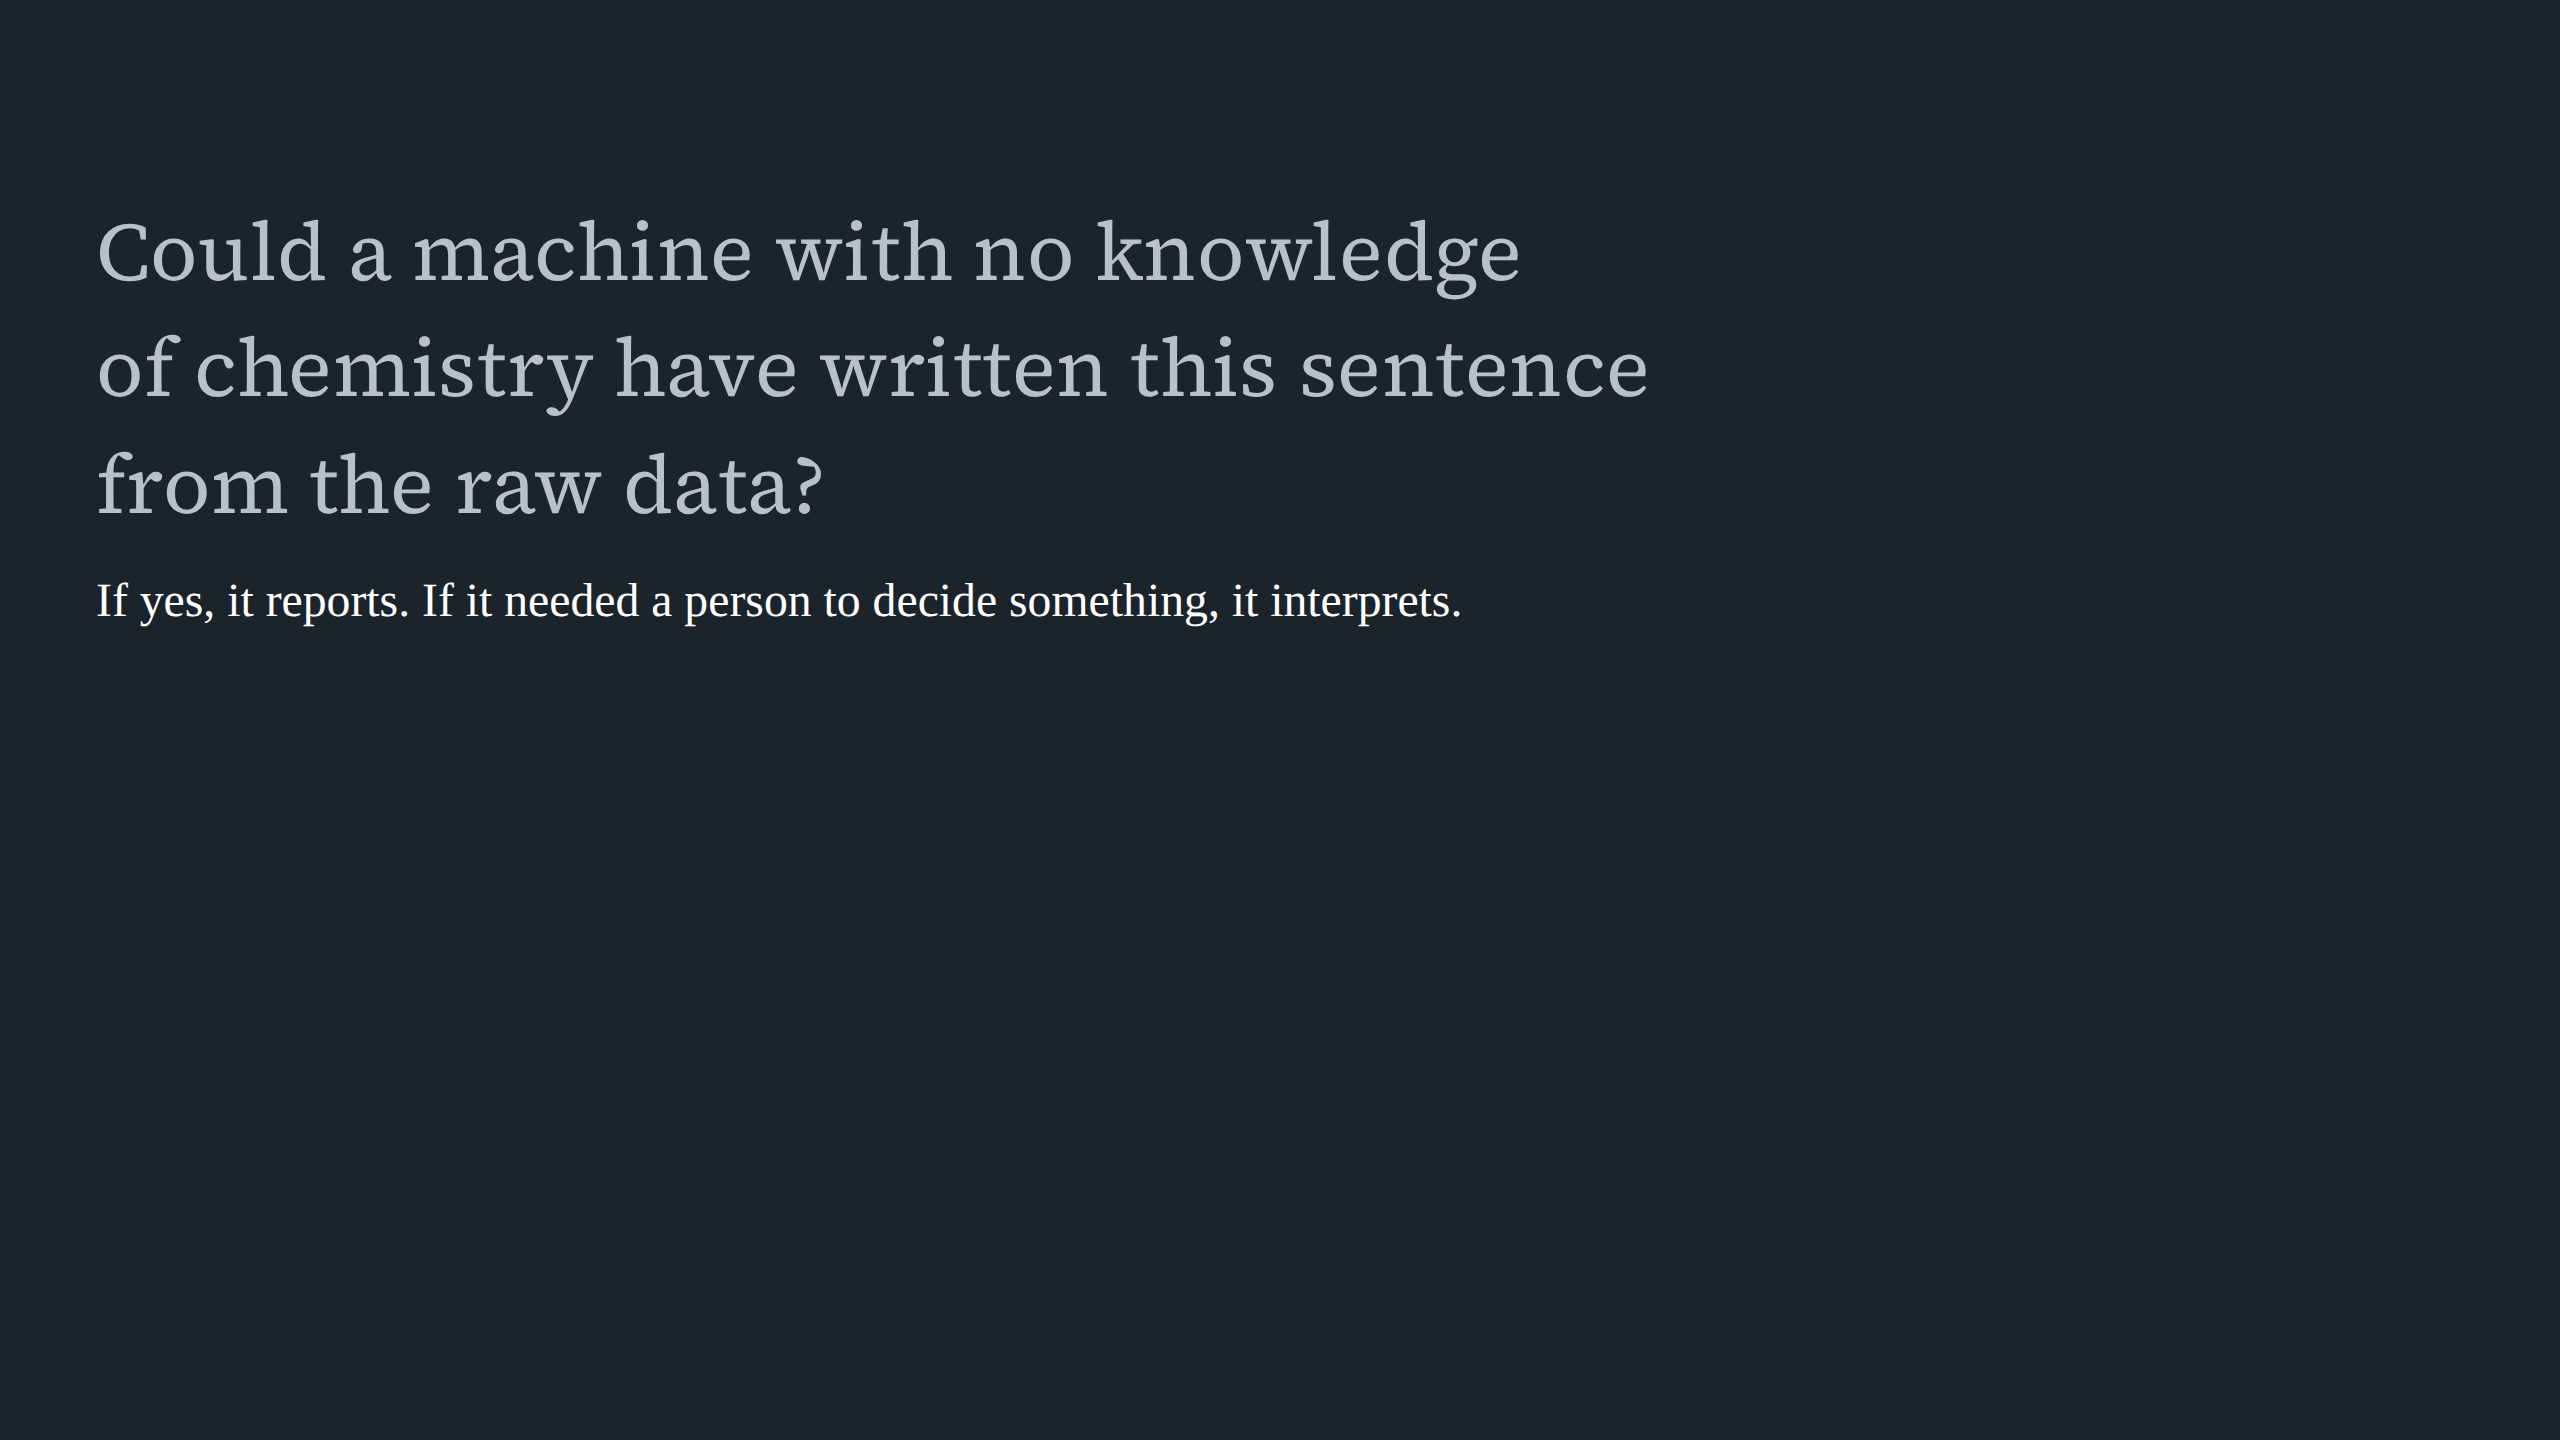 Could a machine with no knowledge
of chemistry have written this sentence
from the raw data?
If yes, it reports. If it needed a person to decide something, it interprets.